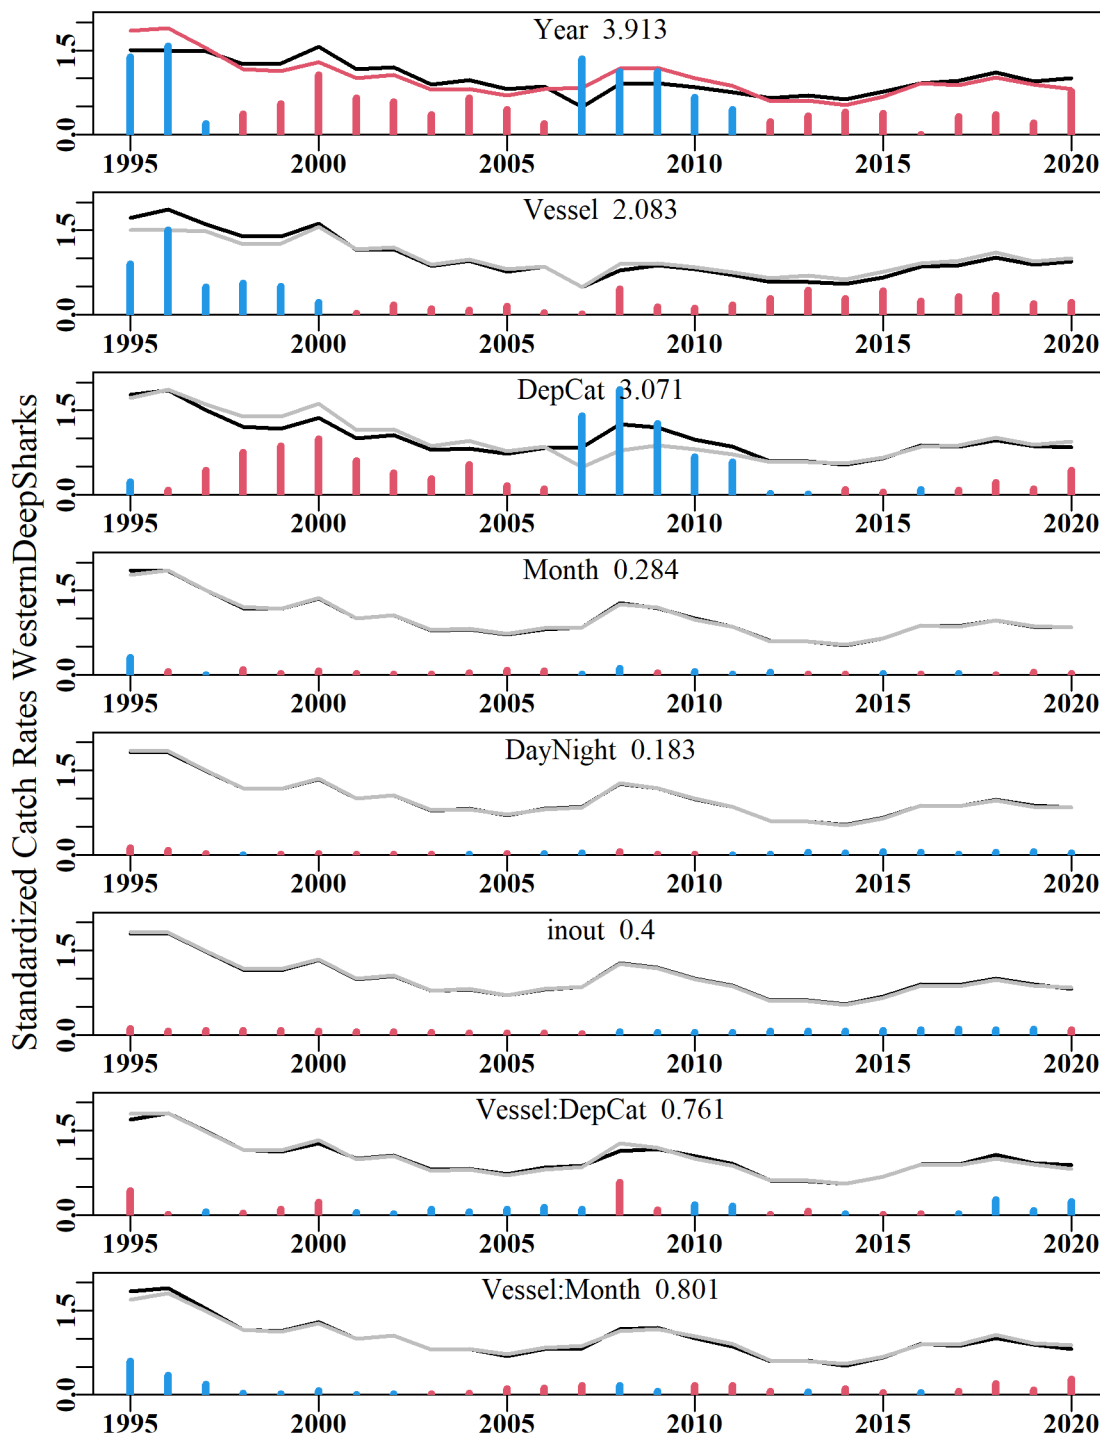 Standardized Catch Rates WesternDeepSharks
Year 3.913
0.0 1.5
1995 2000 2005 2010 2015 2020
Vessel 2.083
0.0 1.5
1995 2000 2005 2010 2015 2020
DepCat 3.071
0.0 1.5
1995 2000 2005 2010 2015 2020
Month 0.284
0.0 1.5
1995 2000 2005 2010 2015 2020
DayNight 0.183
0.0 1.5
1995 2000 2005 2010 2015 2020
inout 0.4
0.0 1.5
1995 2000 2005 2010 2015 2020
Vessel:DepCat 0.761
0.0 1.5
1995 2000 2005 2010 2015 2020
Vessel:Month 0.801
0.0 1.5
1995 2000 2005 2010 2015 2020